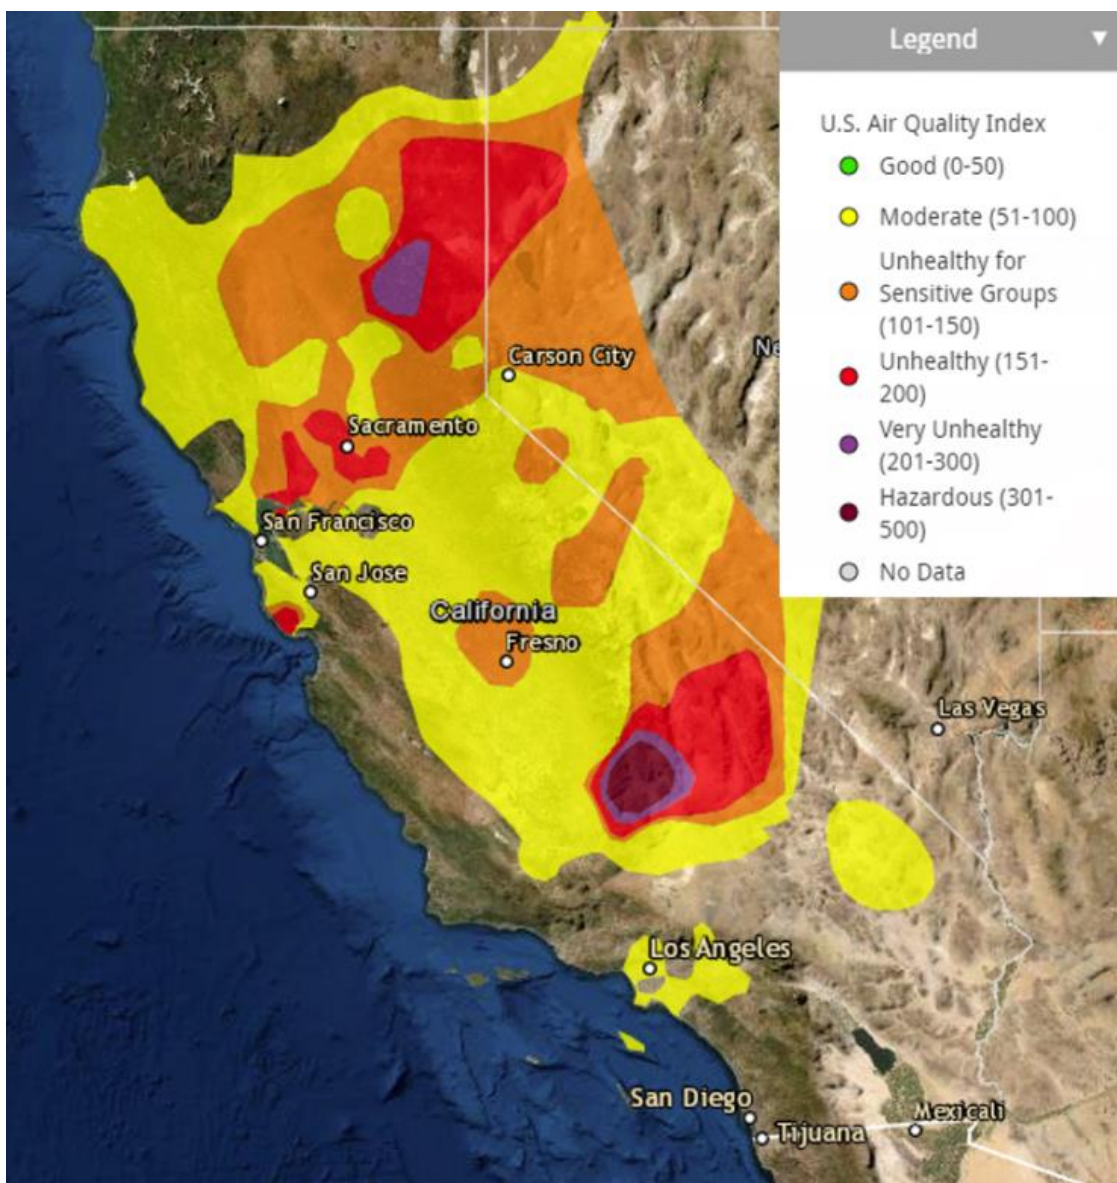 Legend
U.S. Air Quality Index
Good (0-50)
Moderate (51-100)
Unhealthy for
Sensitive Groups
(101-150)
Unhealthy (151-
200)
Very Unhealthy
(201-300)
Hazardous (301-
500)
No Data
Carson City
Ne
Sacramento
San Francisco
San Jose
California
Fresno
Las Vegas
Los Angeles
San Diego
Tijuana
Mexicali